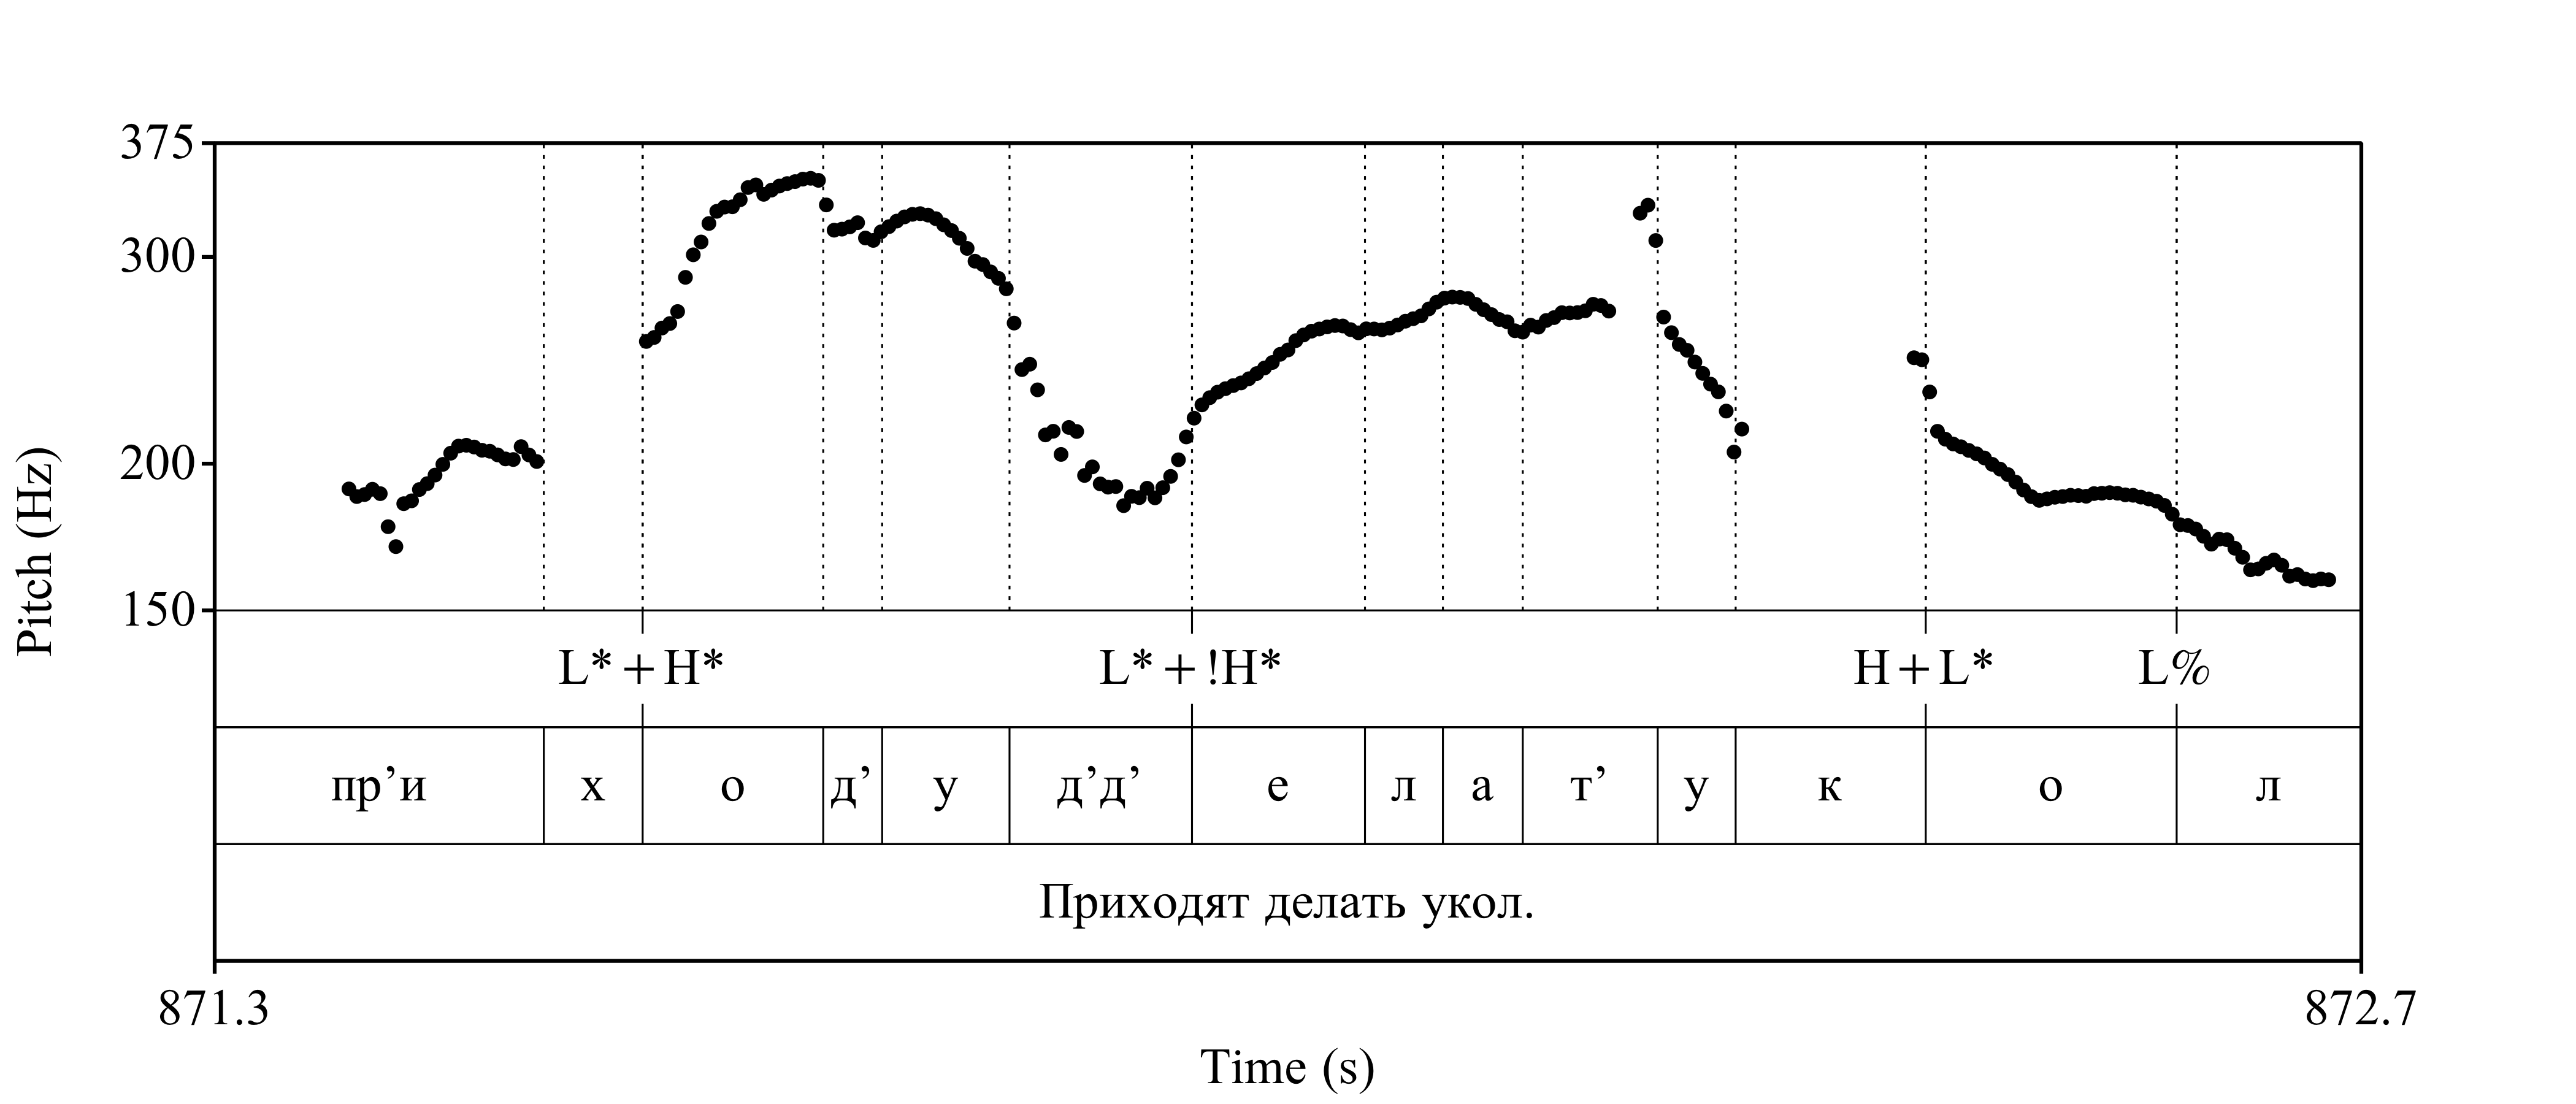 375
300
200
150
Pitch (Hz)
L*+H* L*+!H* H+L* L%
пр’и х о д’ у д’д’ е л а т’ у к о л
Приходят делать укол.
871.3 872.7
Time (s)